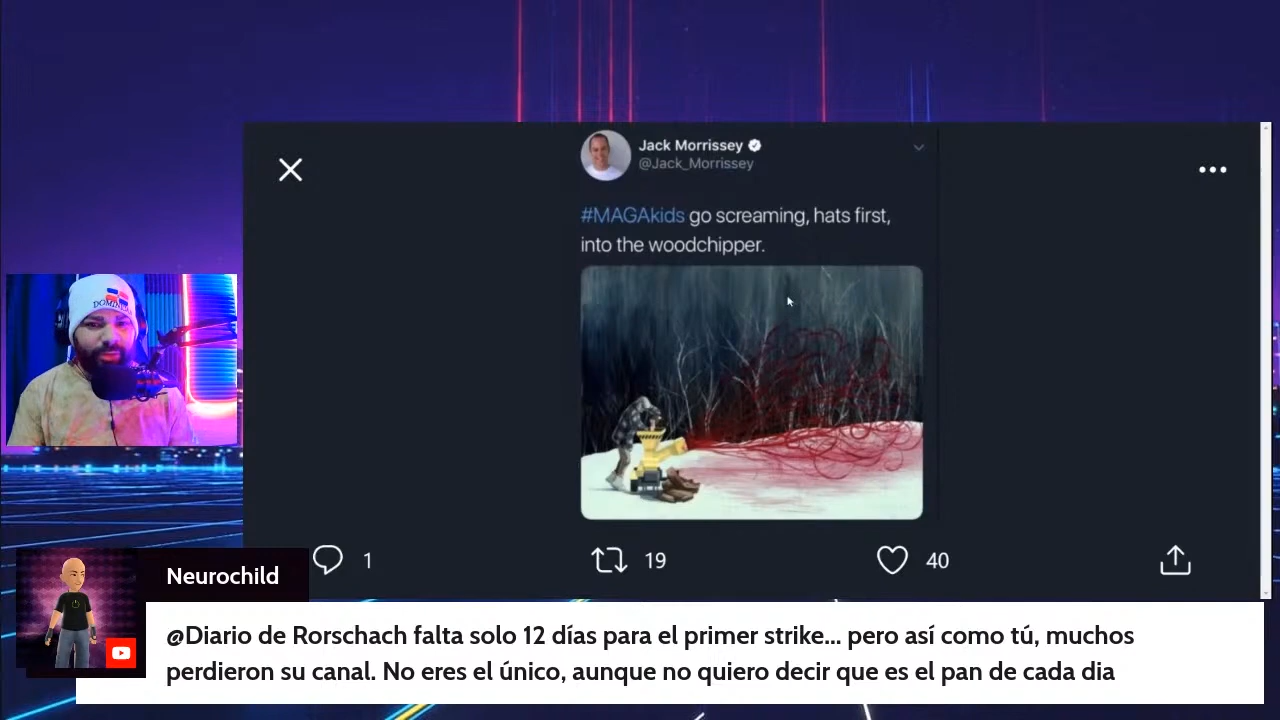 Jack Morrissey
@Jack_Morrissey
#MAGAkids go screaming, hats first,
into the woodchipper.
1
19
40
Neurochild
@Diario de Rorschach falta solo 12 días para el primer strike... pero así como tú, muchos
perdieron su canal. No eres el único, aunque no quiero decir que es el pan de cada dia